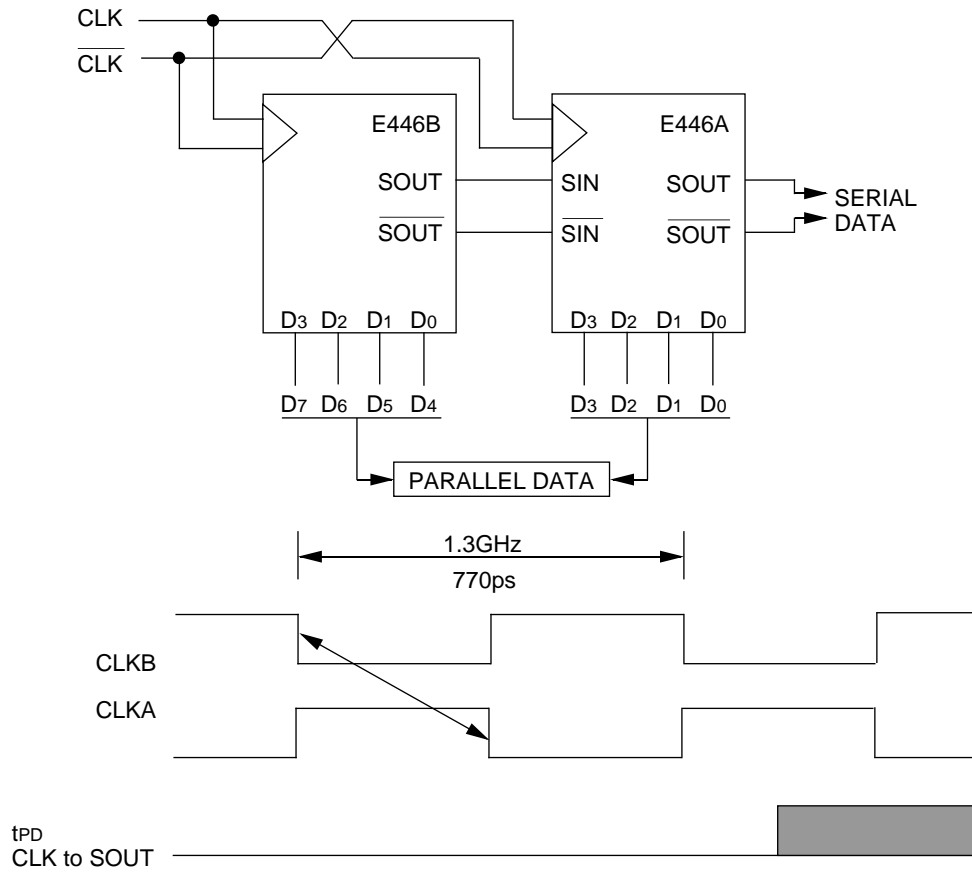 CLK
CLK
E446B
E446A
SOUT
SIN
SOUT
SERIAL
DATA
SOUT
SIN
SOUT
D3 D2 D1 D0
D3 D2 D1 D0
D7 D6 D5 D4
D3 D2 D1 D0
PARALLEL DATA
1.3GHz
770ps
CLKB
CLKA
tPD
CLK to SOUT